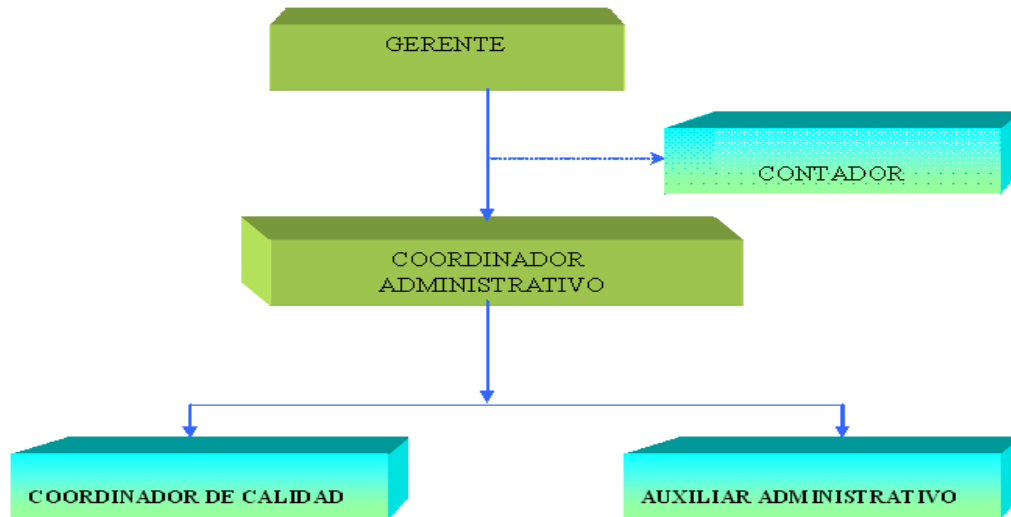 GERENTE
CONTADOR
COORDINADOR
ADMINISTRATIVO
COORDINADOR DE CALIDAD
AUXILIAR ADMINISTRATIVO